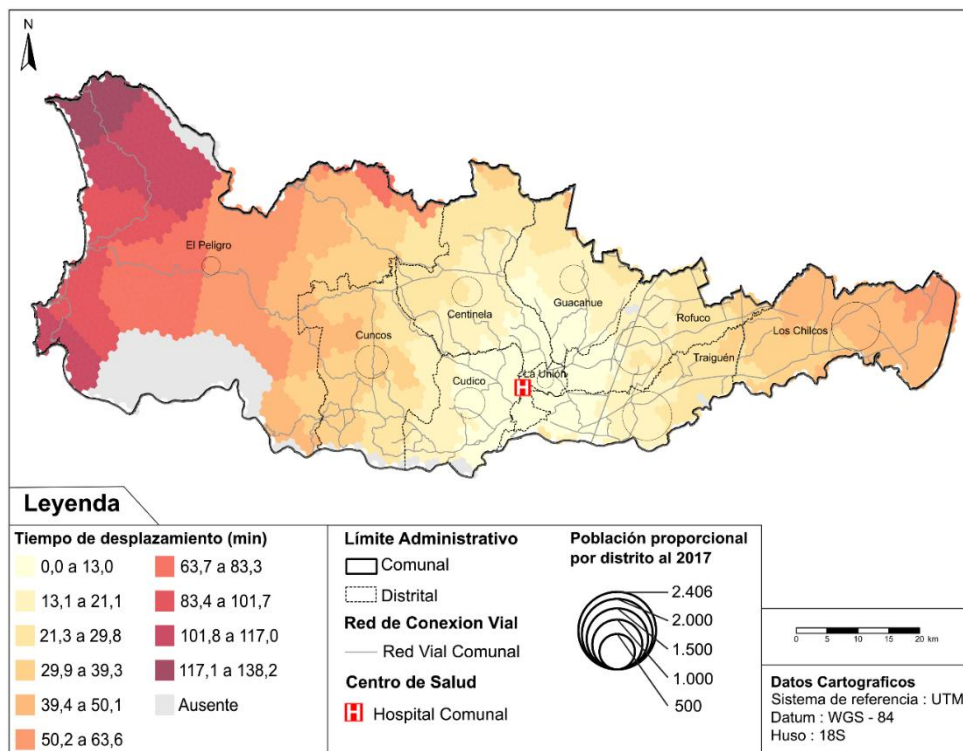 N
El Peligro
Cuncos
Centinela
Guacahue
Rofuco
Los Chilcos
Traiguén
La Unión
Cudico
H
Leyenda
Tiempo de desplazamiento (min)
0,0 a 13,0
13,1 a 21,1
21,3 a 29,8
29,9 a 39,3
39,4 a 50,1
50,2 a 63,6
63,7 a 83,3
83,4 a 101,7
101,8 a 117,0
117,1 a 138,2
Ausente
Límite Administrativo
Comunal
Distrital
Red de Conexion Vial
Red Vial Comunal
Centro de Salud
H Hospital Comunal
Población proporcional
por distrito al 2017
2.406
2.000
1.500
1.000
500
0 5 10 15 20 km
Datos Cartograficos
Sistema de referencia : UTM
Datum : WGS - 84
Huso : 18S